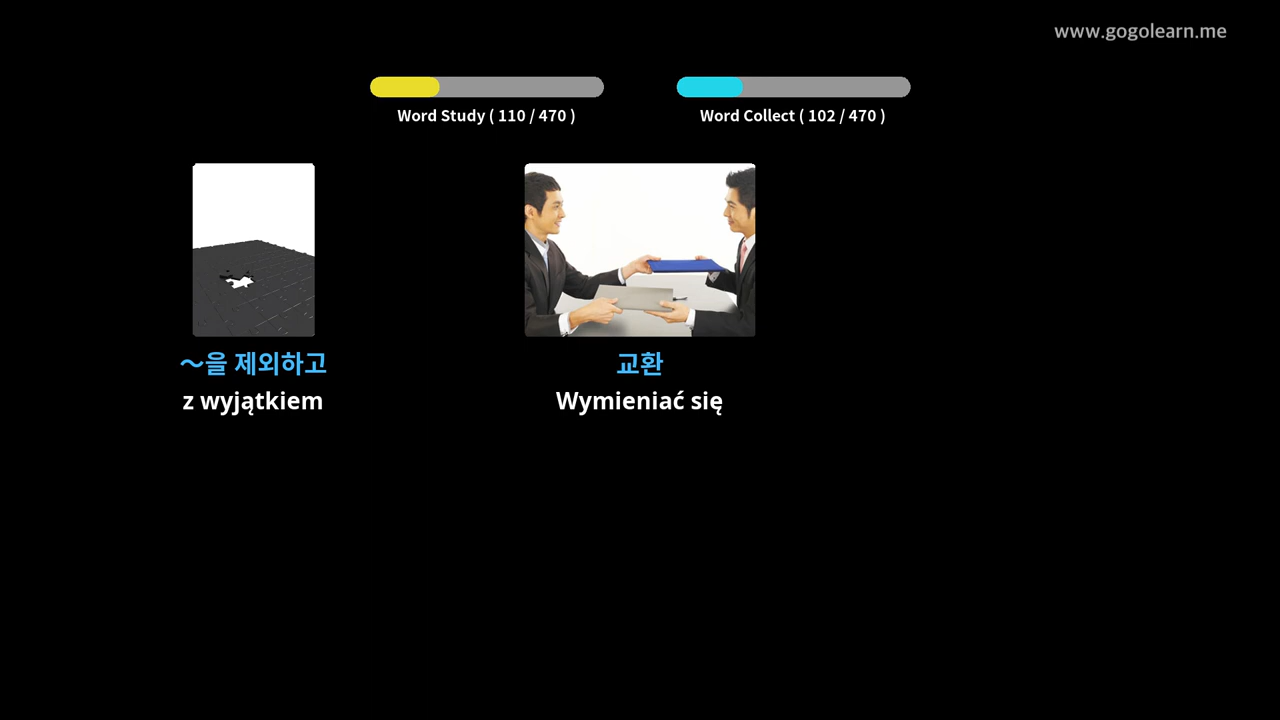 www.gogolearn.me
Word Study ( 110 / 470 )
Word Collect ( 102 / 470 )
～을 제외하고
z wyjątkiem
교환
Wymieniać się